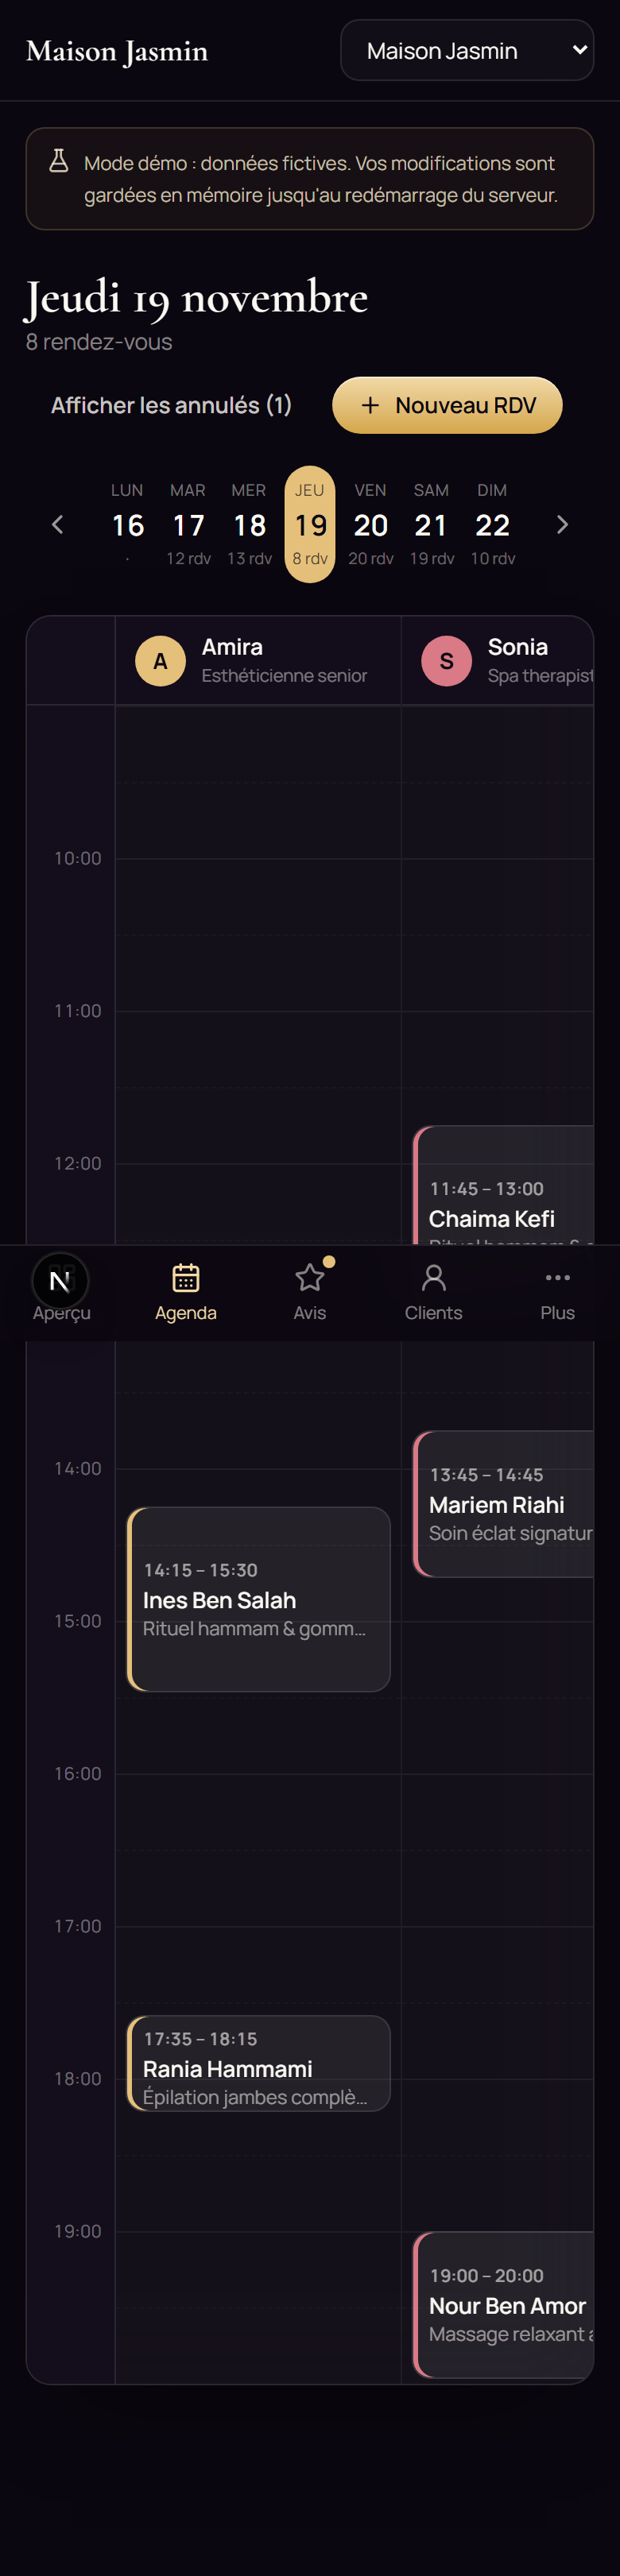 Maison Jasmin
Maison Jasmin
Mode démo : données fictives. Vos modifications sont
gardées en mémoire jusqu'au redémarrage du serveur.
Jeudi 19 novembre
8 rendez-vous
Afficher les annulés (1)
+ Nouveau RDV
LUN MAR MER JEU VEN SAM DIM
16 17 18 19 20 21 22
· 12 rdv 13 rdv 8 rdv 20 rdv 19 rdv 10 rdv
A Amira
Esthéticienne senior
S Sonia
Spa therapist
10:00
11:00
12:00
11:45 – 13:00
Chaima Kefi
N
Aperçu Agenda Avis Clients Plus
14:00
13:45 – 14:45
Mariem Riahi
Soin éclat signatur
14:15 – 15:30
Ines Ben Salah
Rituel hammam & gomm...
15:00
16:00
17:00
17:35 – 18:15
Rania Hammami
Épilation jambes complè...
18:00
19:00
19:00 – 20:00
Nour Ben Amor
Massage relaxant